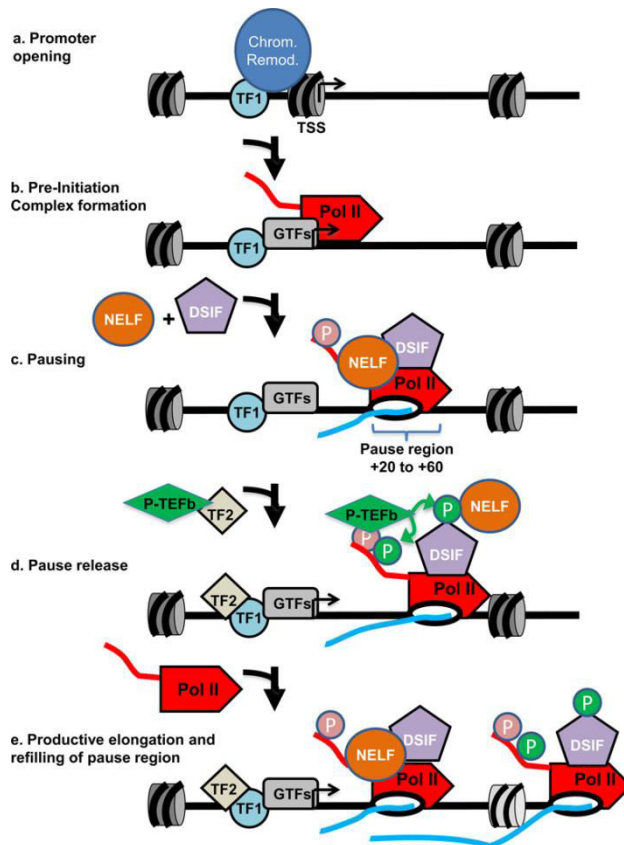 a. Promoter
opening
Chrom.
Remod.
TF1
TSS
b. Pre-Initiation
Complex formation
Pol II
GTFs
TF1
NELF
+
DSIF
c. Pausing
P
NELF
DSIF
Pol II
TF1
GTFs
Pause region
+20 to +60
P-TEFb
TF2
P-TEFb
P
P
P
NELF
DSIF
d. Pause release
Pol II
TF2
TF1
GTFs
Pol II
e. Productive elongation and
refilling of pause region
P
NELF
DSIF
Pol II
P
P
P
DSIF
Pol II
TF2
TF1
GTFs